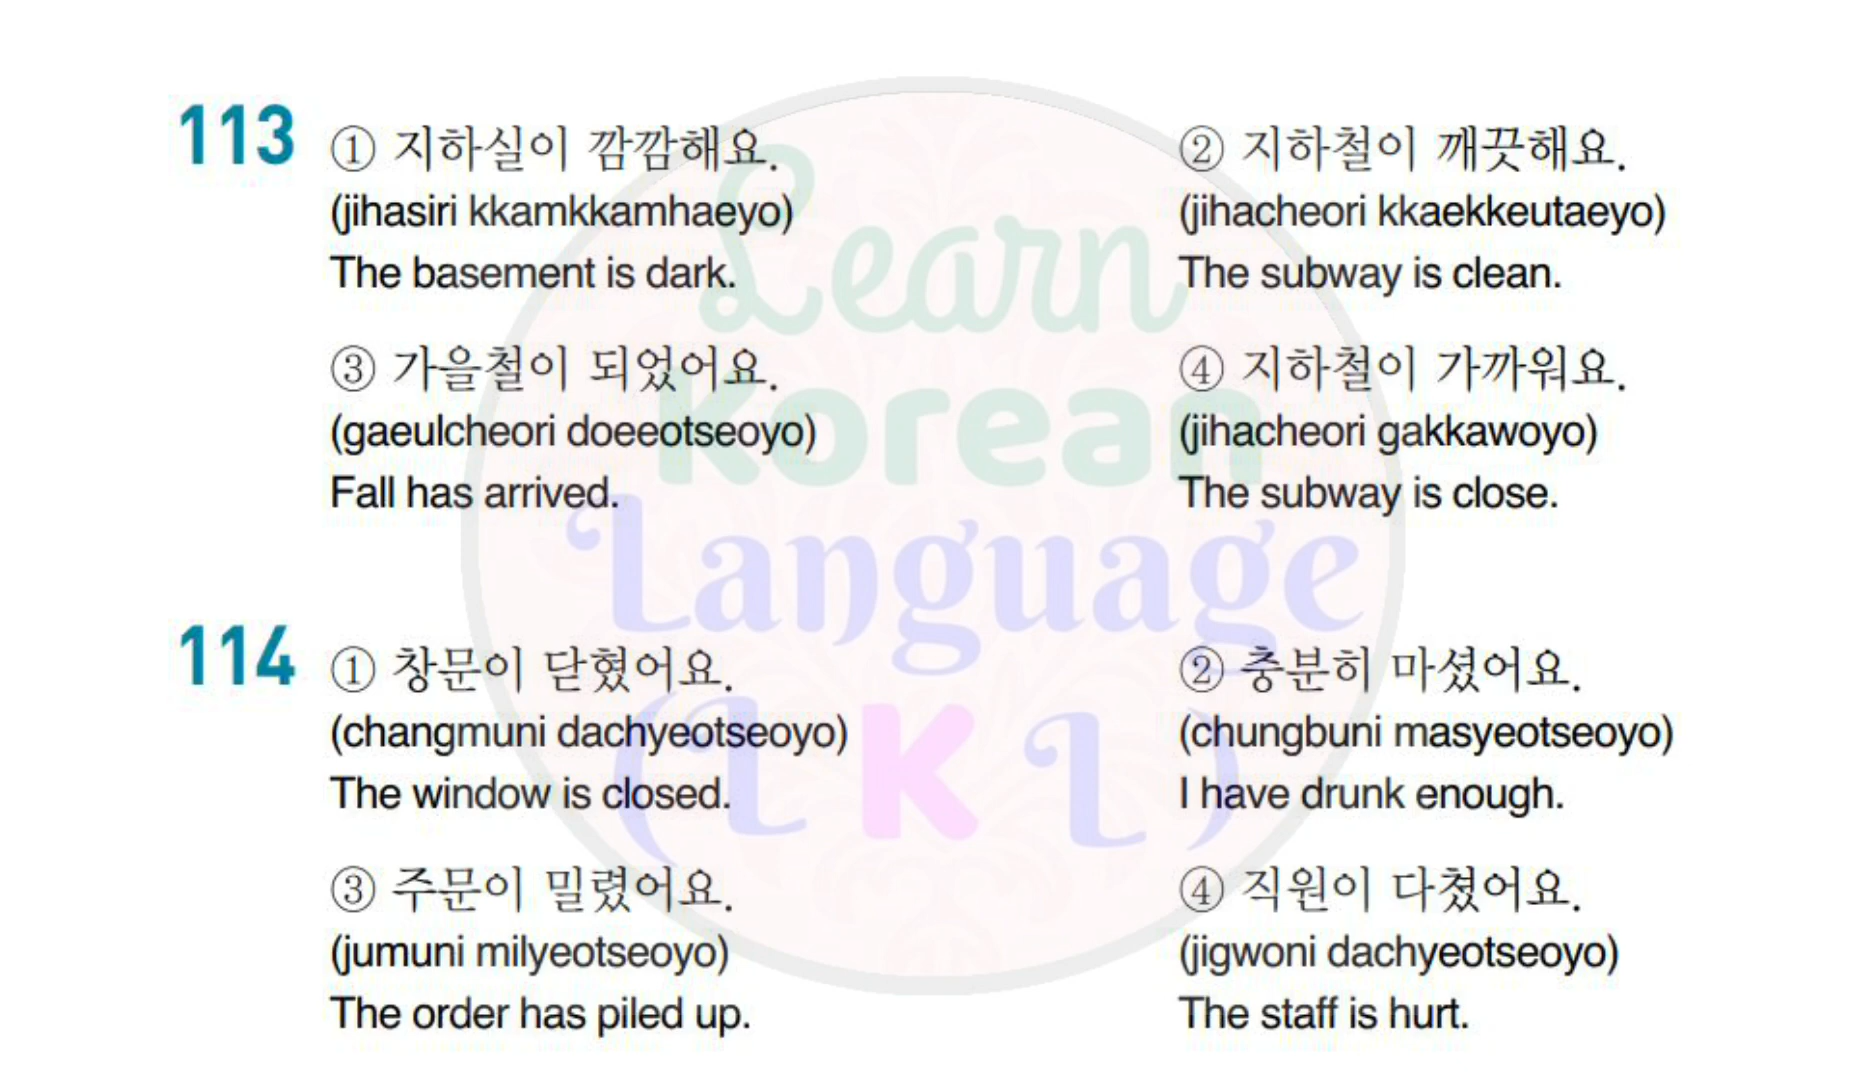 113
① 지하실이 깜깜해요.
(jihasiri kkamkkamhaeyo)
The basement is dark.
② 지하철이 깨끗해요.
(jihacheori kkaekkeutaeyo)
The subway is clean.
③ 가을철이 되었어요.
(gaeulcheori doeeotseoyo)
Fall has arrived.
④ 지하철이 가까워요.
(jihacheori gakkawoyo)
The subway is close.
114
① 창문이 닫혔어요.
(changmuni dachyeotseoyo)
The window is closed.
② 충분히 마셨어요.
(chungbuni masyeotseoyo)
I have drunk enough.
③ 주문이 밀렸어요.
(jumuni milyeotseoyo)
The order has piled up.
④ 직원이 다쳤어요.
(jigwoni dachyeotseoyo)
The staff is hurt.
Learn
Korean
Language
(LKL)